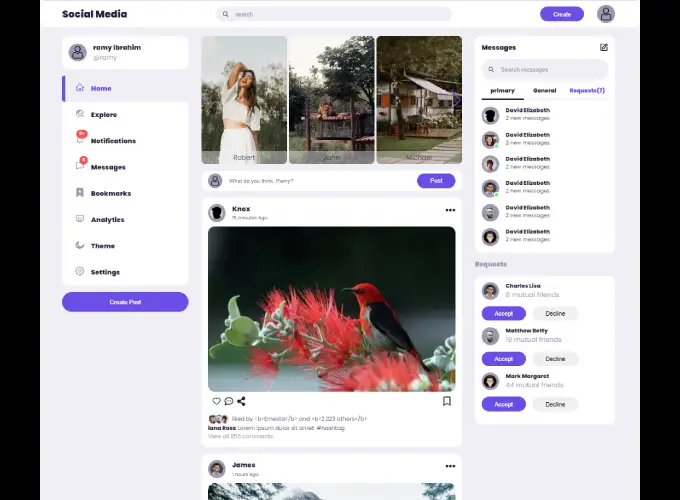 Social Media
search
Create
ramy Ibrahim
@ramy
Home
Explore
9+
Notifications
Messages
Bookmarks
Analytics
Theme
Settings
Create Post
Robert
John
Michael
What do you think, Ramy?
Post
Knox
15 minutes Ago
liked by <b>Ernesto</b> and <b>2,323 others</b>
lana Rose Lorem ipsum dolor sit amet. #hashtag
View all 255 comments
James
1 hours Ago
Messages
Search messages
primary
General
Requests(7)
David Elizabeth
2 new messages
David Elizabeth
2 new messages
David Elizabeth
2 new messages
David Elizabeth
2 new messages
David Elizabeth
2 new messages
David Elizabeth
2 new messages
Requests
Charles Lisa
6 mutual friends
Accept
Decline
Matthew Betty
19 mutual friends
Accept
Decline
Mark Margaret
44 mutual friends
Accept
Decline